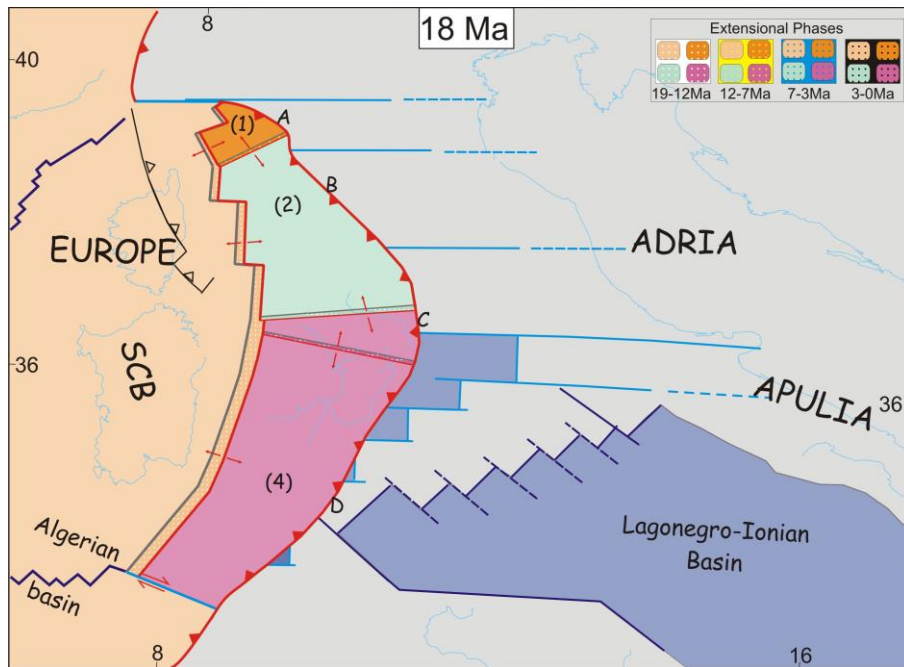 8
18 Ma
Extensional Phases
19-12Ma 12-7Ma 7-3Ma 3-0Ma
40
(1)
A
B
(2)
EUROPE
ADRIA
C
SCB
36
APULIA
36
(4)
D
Algerian
basin
Lagonegro-Ionian
Basin
8
16